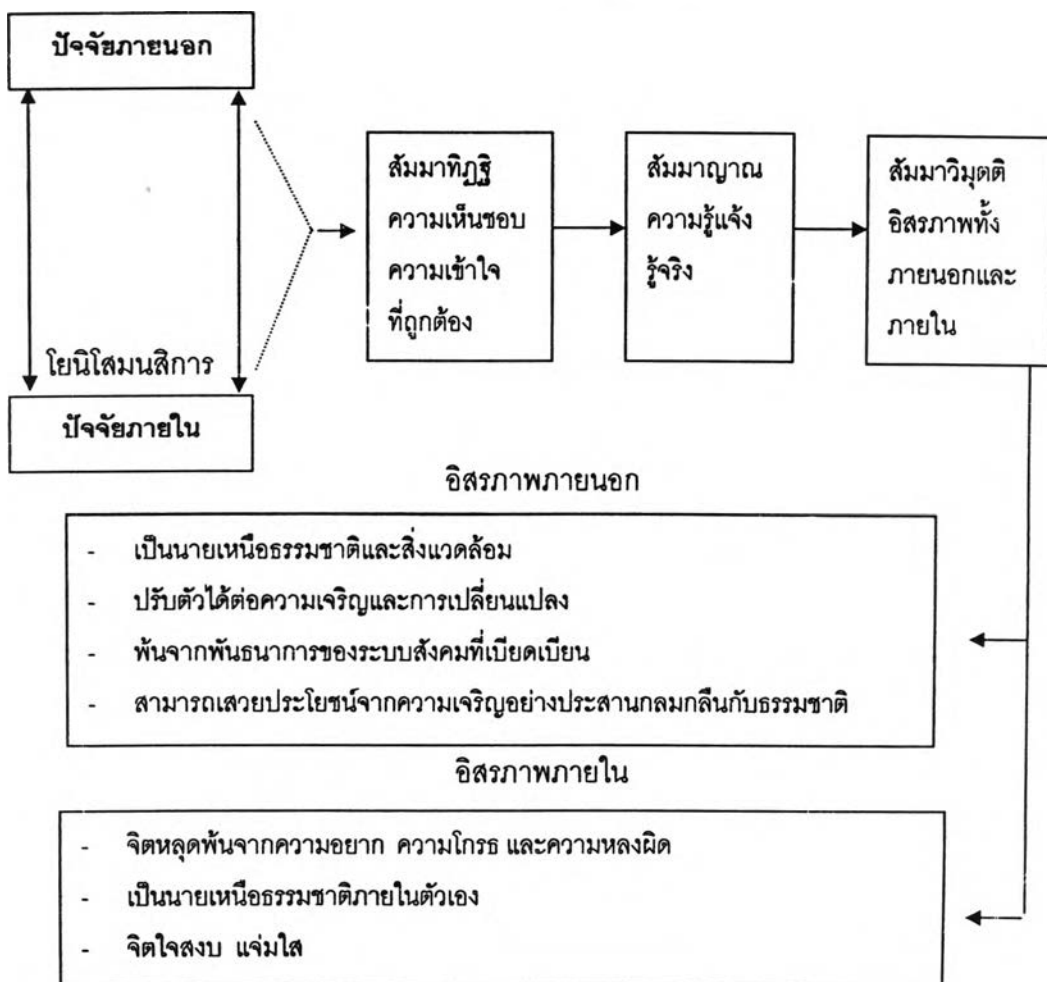 ปัจจัยภายนอก
สัมมาทิฏฐิ
ความเห็นชอบ
ความเข้าใจ
ที่ถูกต้อง
สัมมาญาณ
ความรู้แจ้ง
รู้จริง
สัมมาวิมุตติ
อิสรภาพทั้ง
ภายนอกและ
ภายใน
โยนิโสมนสิการ
ปัจจัยภายใน
อิสรภาพภายนอก
- เป็นนายเหนือธรรมชาติและสิ่งแวดล้อม
- ปรับตัวได้ต่อความเจริญและการเปลี่ยนแปลง
- พ้นจากพันธนาการของระบบสังคมที่เบียดเบียน
- สามารถเสวยประโยชน์จากความเจริญอย่างประสานกลมกลืนกับธรรมชาติ
อิสรภาพภายใน
- จิตหลุดพ้นจากความอยาก ความโกรธ และความหลงผิด
- เป็นนายเหนือธรรมชาติภายในตัวเอง
- จิตใจสงบ แจ่มใส